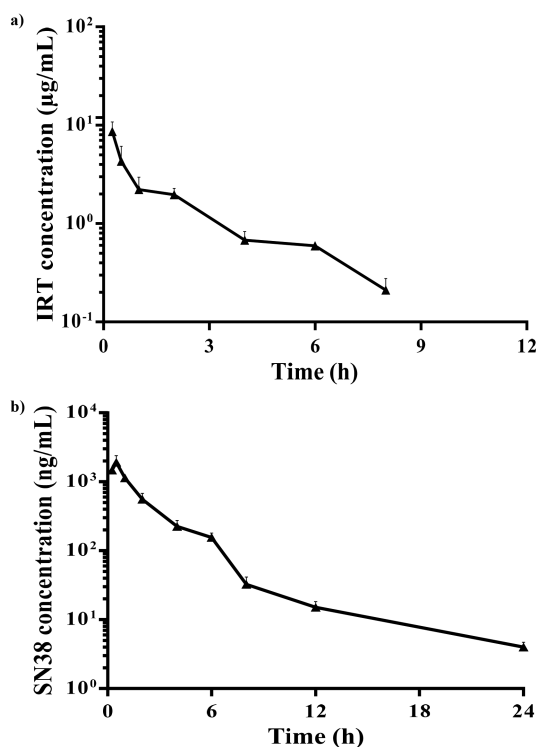 a)
IRT concentration (µg/mL)
10²
10¹
10⁰
10⁻¹
0 3 6 9 12
Time (h)
b)
SN38 concentration (ng/mL)
10⁴
10³
10²
10¹
10⁰
0 6 12 18 24
Time (h)